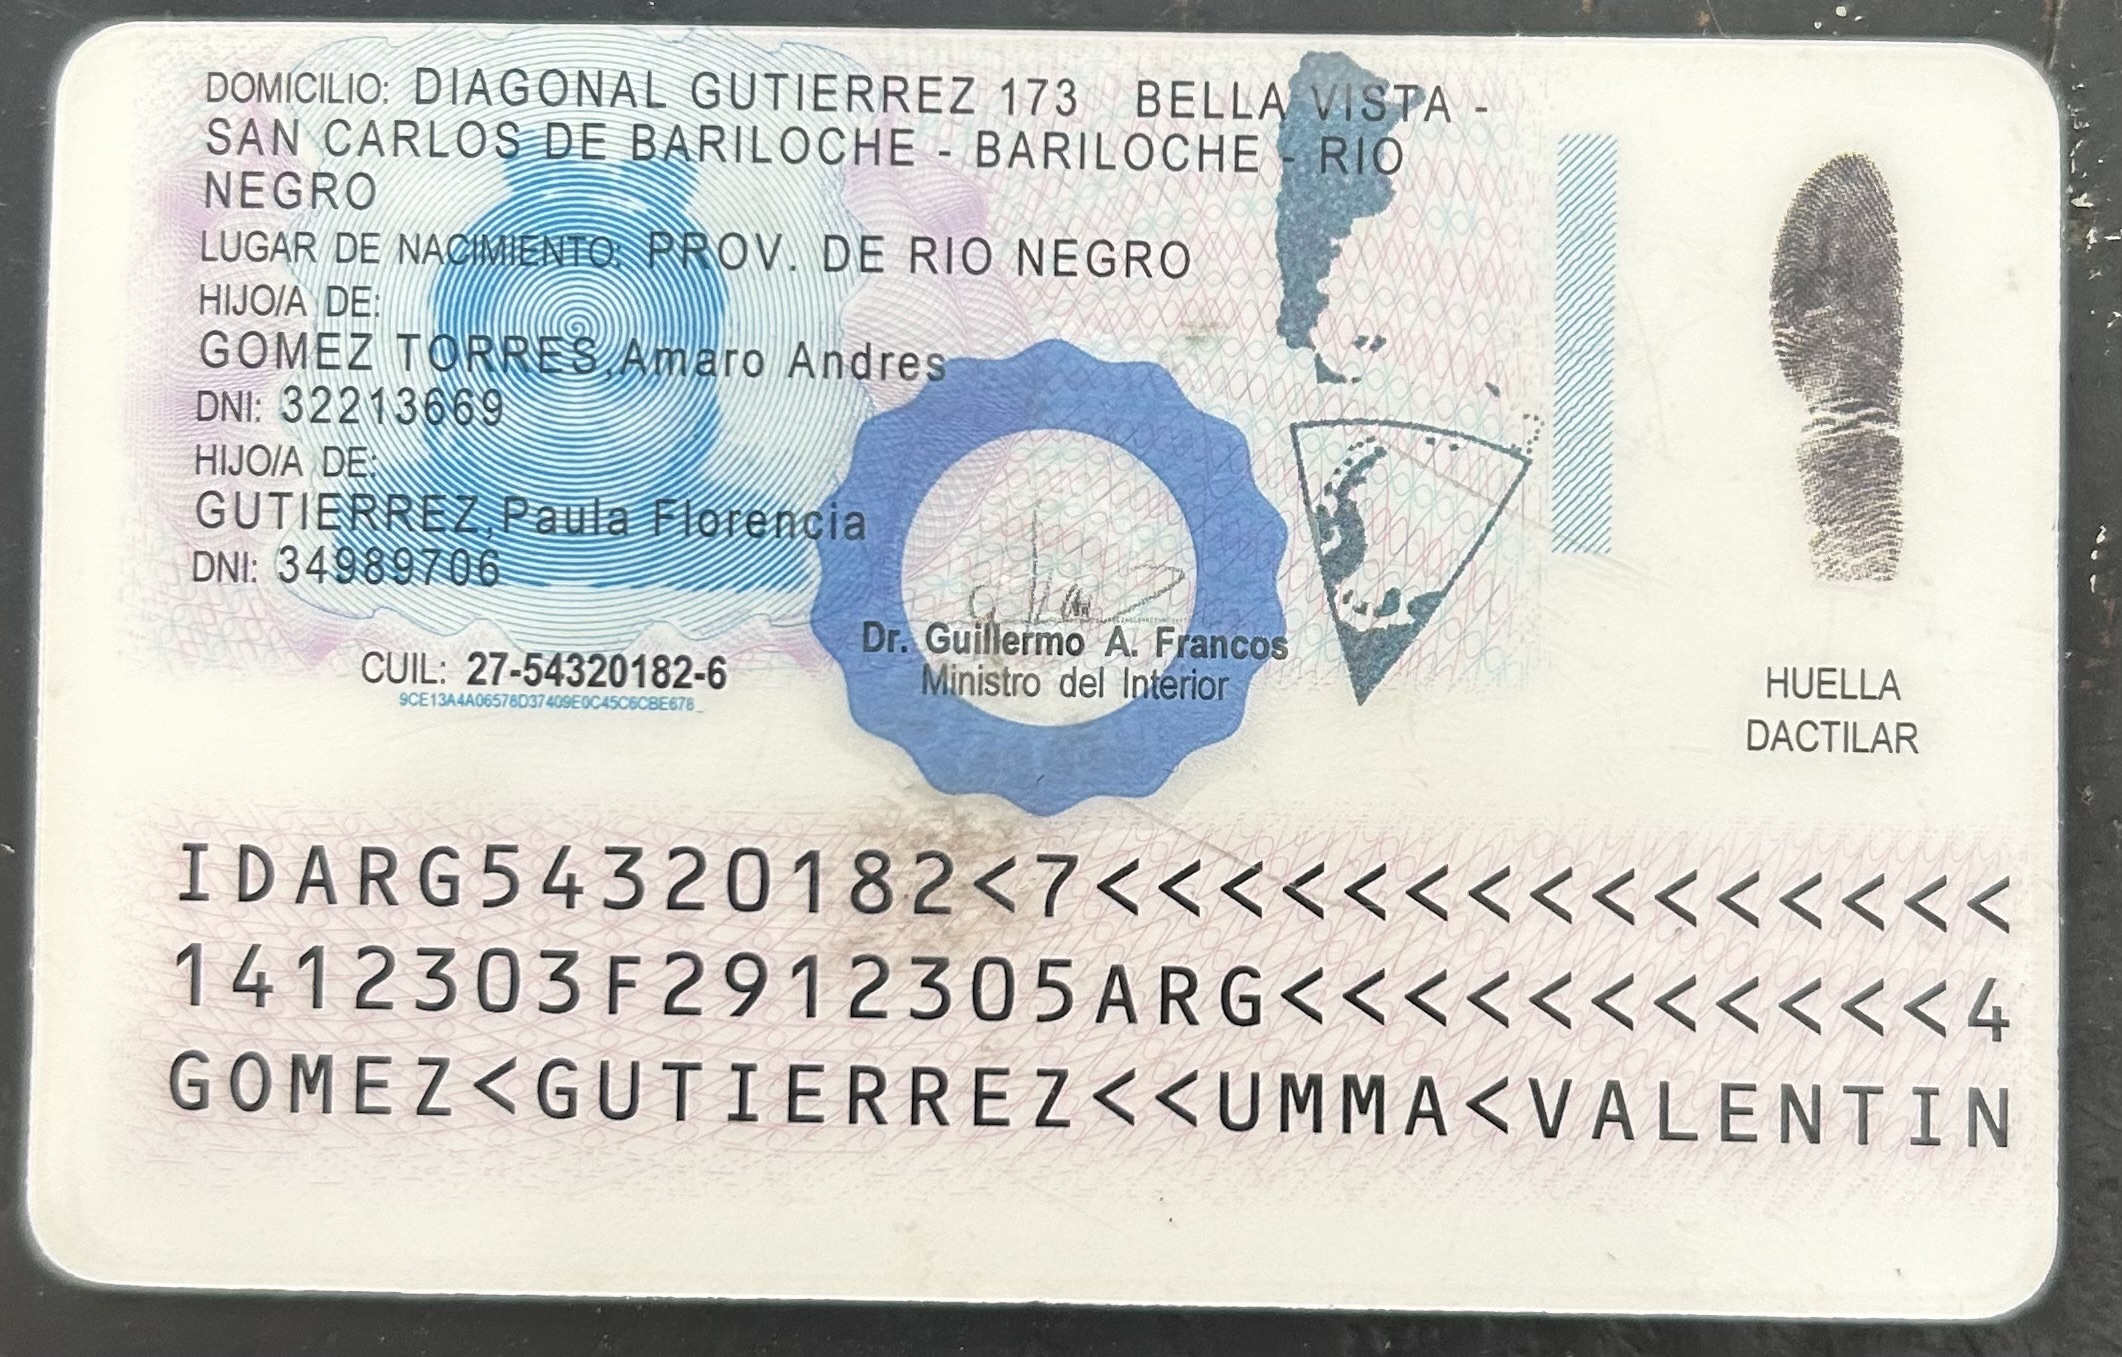 DOMICILIO: DIAGONAL GUTIERREZ 173 BELLA VISTA -
SAN CARLOS DE BARILOCHE - BARILOCHE - RIO
NEGRO
LUGAR DE NACIMIENTO: PROV. DE RIO NEGRO
HIJO/A DE:
GOMEZ TORRES,Amaro Andres
DNI: 32213669
HIJO/A DE:
GUTIERREZ,Paula Florencia
DNI: 34989706
CUIL: 27-54320182-6
9CE13A4A06578D37409E0C45C6CBE678_
Dr. Guillermo A. Francos
Ministro del Interior
HUELLA
DACTILAR
IDARG54320182<7<<<<<<<<<<<<<<<
1412303F2912305ARG<<<<<<<<<<<4
GOMEZ<GUTIERREZ<<UMMA<VALENTIN